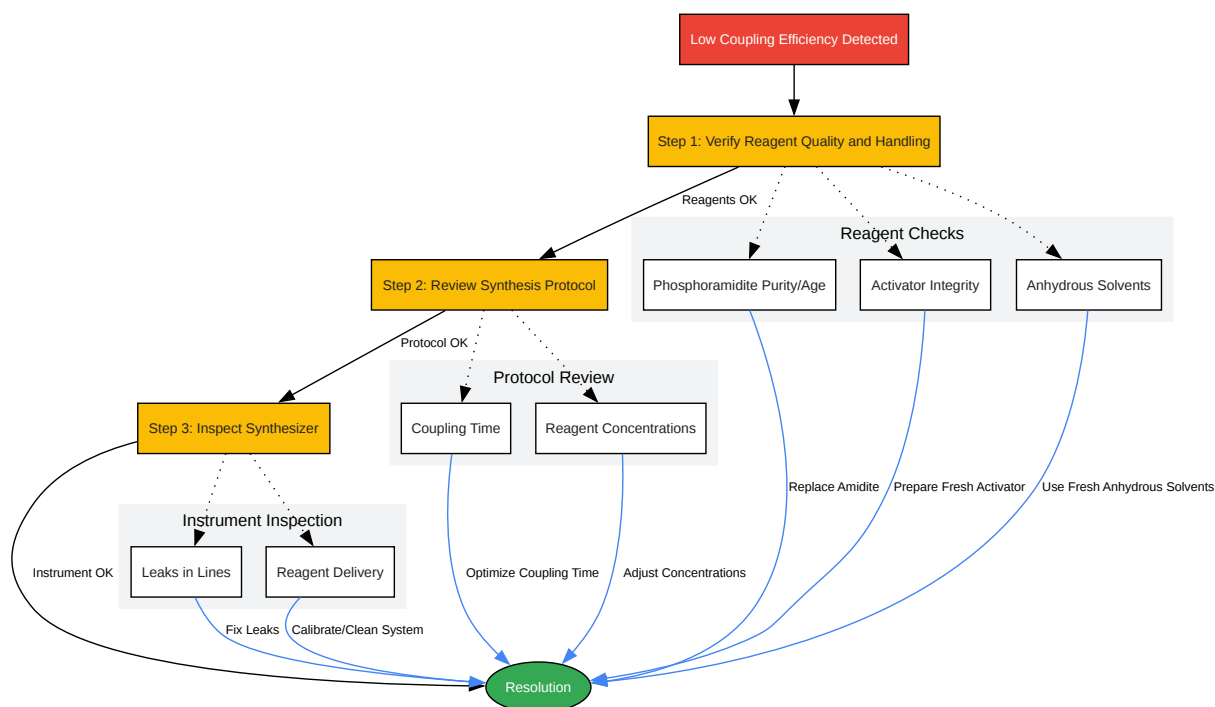 Low Coupling Efficiency Detected
Step 1: Verify Reagent Quality and Handling
Reagents OK
Reagent Checks
Step 2: Review Synthesis Protocol
Phosphoramidite Purity/Age
Activator Integrity
Anhydrous Solvents
Protocol OK
Protocol Review
Step 3: Inspect Synthesizer
Coupling Time
Reagent Concentrations
Replace Amidite
Prepare Fresh Activator
Use Fresh Anhydrous Solvents
Instrument Inspection
Instrument OK
Leaks in Lines
Reagent Delivery
Optimize Coupling Time
Adjust Concentrations
Fix Leaks
Calibrate/Clean System
Resolution